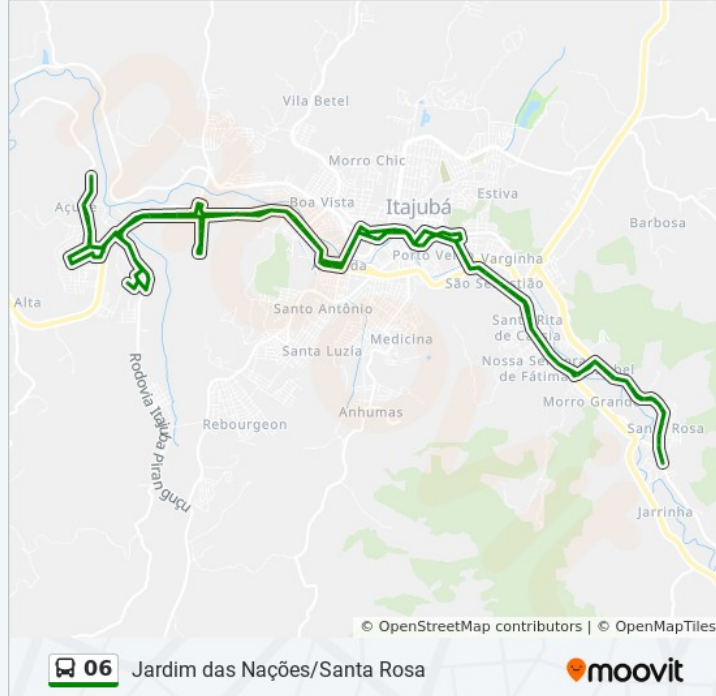 Vila Betel
Morro Chic
Estiva
Boa Vista
Itajubá
Barbosa
Porto Velho
Varginha
São Sebastião
Alta
Santo Antônio
Santa Rita
de Cássia
Medicina
Santa Luzia
Nossa Senhora
de Fátima
Anhumas
Morro Grande
Santa Rosa
Rebourgeon
Rodovia Itajubá Piranguçu
Jarrinha
© OpenStreetMap contributors | © OpenMapTiles
06 Jardim das Nações/Santa Rosa
moovit